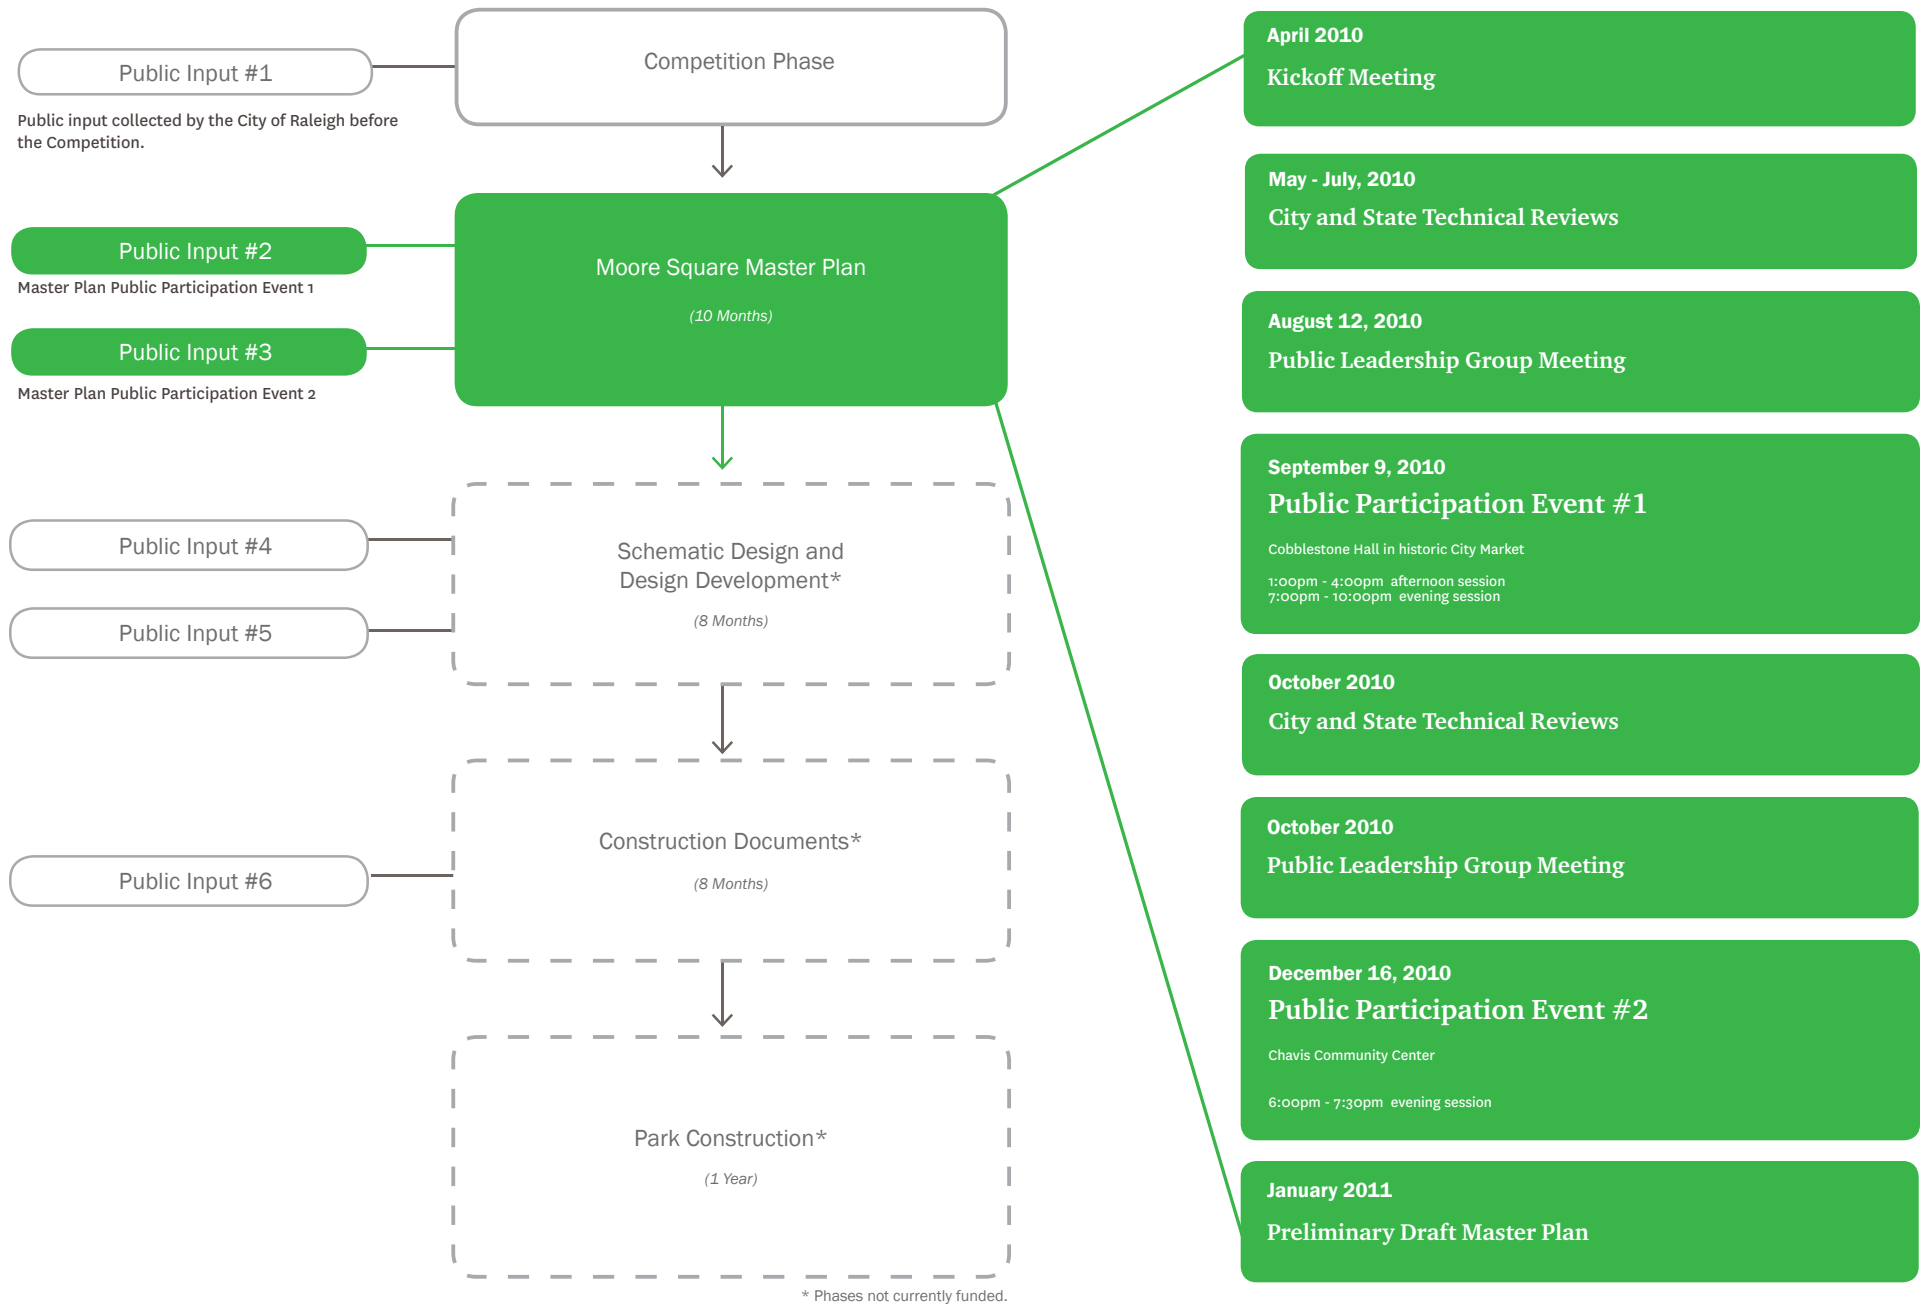 Competition Phase
Public Input #1
Public input collected by the City of Raleigh before
the Competition.
Public Input #2
Master Plan Public Participation Event 1
Public Input #3
Master Plan Public Participation Event 2
Moore Square Master Plan
(10 Months)
Public Input #4
Public Input #5
Schematic Design and
Design Development*
(8 Months)
Public Input #6
Construction Documents*
(8 Months)
Park Construction*
(1 Year)
* Phases not currently funded.
April 2010
Kickoff Meeting
May - July, 2010
City and State Technical Reviews
August 12, 2010
Public Leadership Group Meeting
September 9, 2010
Public Participation Event #1
Cobblestone Hall in historic City Market
1:00pm - 4:00pm afternoon session
7:00pm - 10:00pm evening session
October 2010
City and State Technical Reviews
October 2010
Public Leadership Group Meeting
December 16, 2010
Public Participation Event #2
Chavis Community Center
6:00pm - 7:30pm evening session
January 2011
Preliminary Draft Master Plan